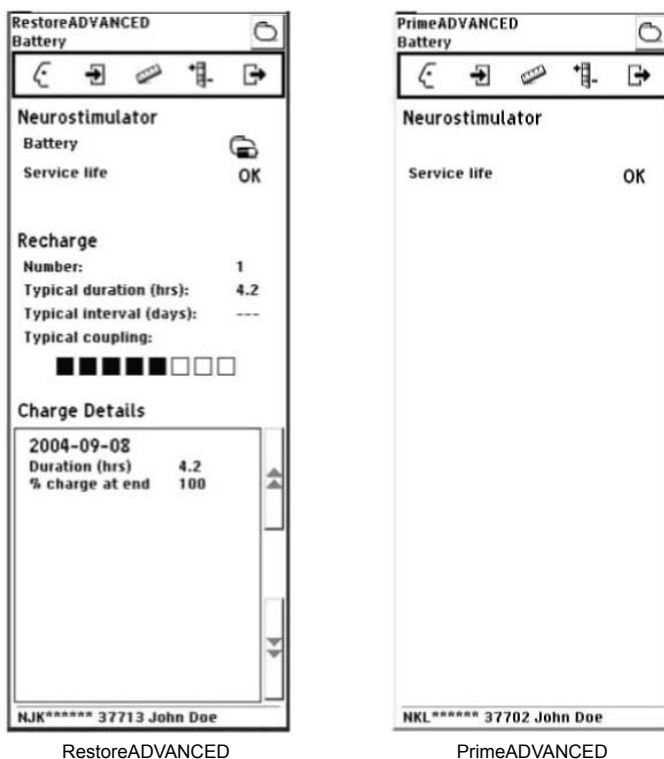 RestoreADVANCED
Battery
Neurostimulator
Battery
Service life OK
Recharge
Number: 1
Typical duration (hrs): 4.2
Typical interval (days): ---
Typical coupling:
Charge Details
2004-09-08
Duration (hrs) 4.2
% charge at end 100
NJK****** 37713 John Doe
RestoreADVANCED
PrimeADVANCED
Battery
Neurostimulator
Service life OK
NKL****** 37702 John Doe
PrimeADVANCED